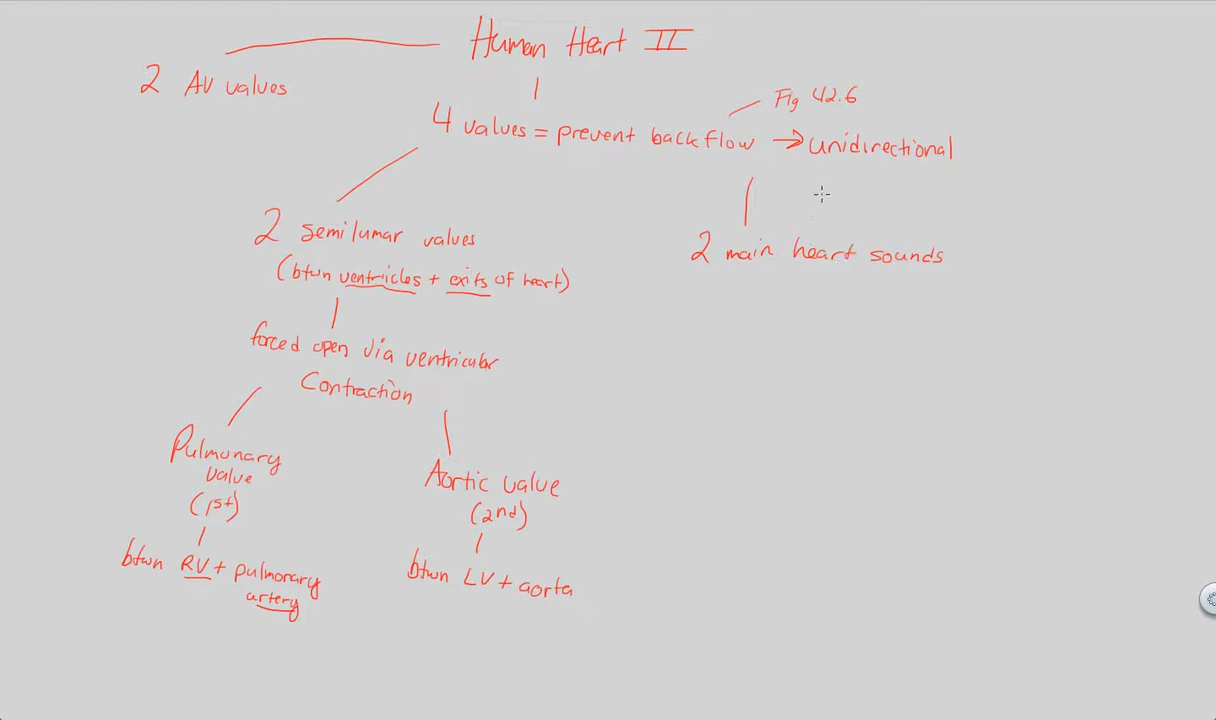 Human Heart II
2 AV values
Fig 42.6
4 values = prevent backflow → unidirectional
2 semilumar values
(btwn ventricles + exits of heart)
2 main heart sounds
forced open via ventricular
Contraction
Pulmonary
value
(1st)
btwn RV + pulmonary
artery
Aortic value
(2nd)
btwn LV + aorta